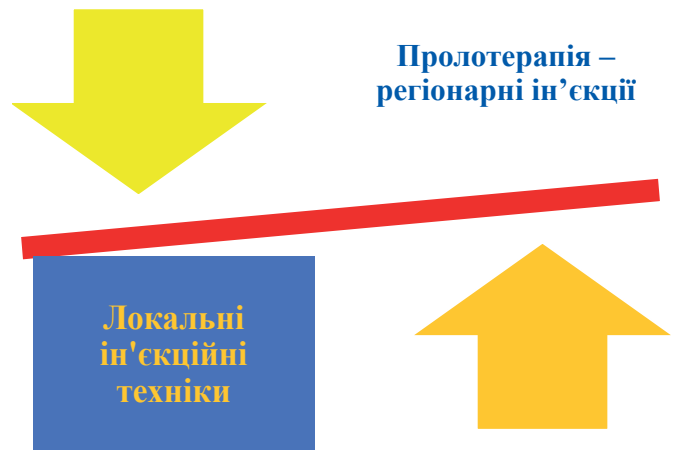 Пролотерапія –
регіонарні ін’єкції
Локальні
ін'єкційні
техніки